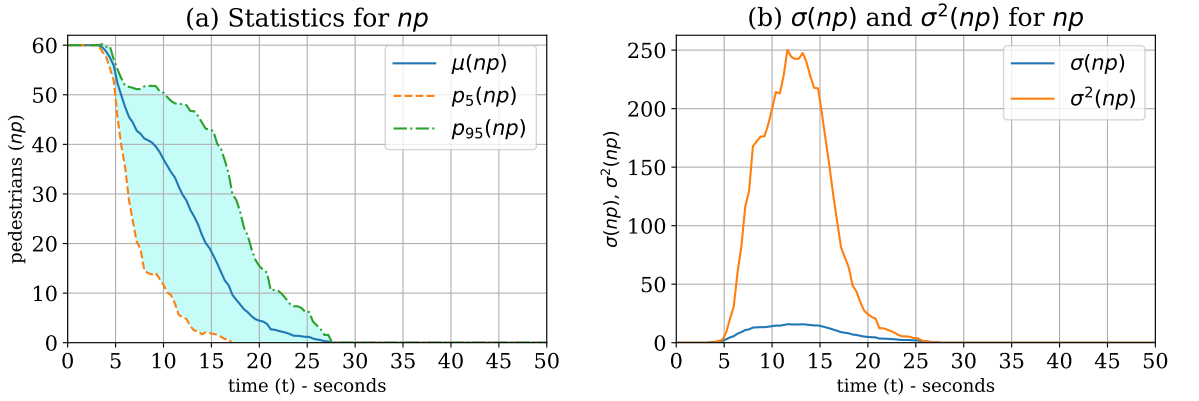 (a) Statistics for np
60
50
40
30
20
10
0
pedestrians (np)
μ(np)
p₅(np)
p₉₅(np)
0 5 10 15 20 25 30 35 40 45 50
time (t) - seconds
(b) σ(np) and σ²(np) for np
250
200
150
100
50
0
σ(np), σ²(np)
σ(np)
σ²(np)
0 5 10 15 20 25 30 35 40 45 50
time (t) - seconds